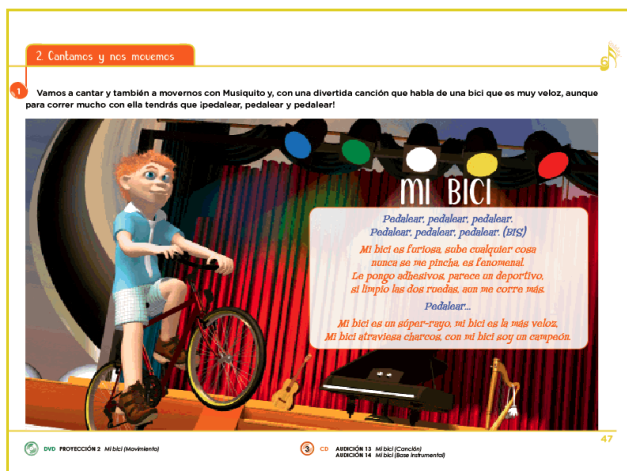 2. Cantamos y nos movemos
1
Vamos a cantar y también a movernos con Musiquito y, con una divertida canción que habla de una bici que es muy veloz, aunque
para correr mucho con ella tendrás que ¡pedalear, pedalear y pedalear!
MI BICI
Pedalear, pedalear, pedalear.
Pedalear, pedalear, pedalear. (BIS)
Mi bici es furiosa, sube cualquier cosa
nunca se me pincha, es fenomenal.
Le pongo adhesivos, parece un deportivo,
si limpio las dos ruedas, aun me corre más.
Pedalear...
Mi bici es un súper-rayo, mi bici es la más veloz,
Mi bici atraviesa charcos, con mi bici soy un campeón.
47
DVD PROYECCIÓN 2 Mi bici (Movimiento)
3 CD AUDICIÓN 13 Mi bici (Canción)
AUDICIÓN 14 Mi bici (Base instrumental)